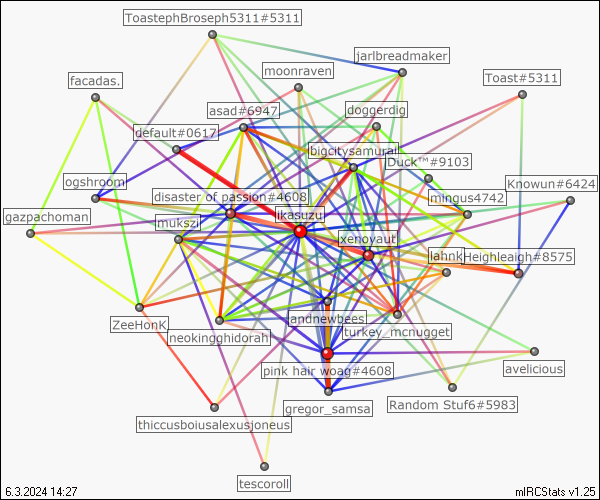 ToastephBroseph5311#5311
jarlbreadmaker
moonraven
facadas.
Toast#5311
asad#6947
doggerdig
default#0617
bigcitysamurai
Duck™#9103
ogshroom
Knowun#6424
disaster of passion#4608
mingus4742
ikasuzu
gazpachoman
mukszi
xenoyaut
lahnk
Heighleigh#8575
ZeeHonK
andnewbees
neokingghidorah
turkey_mcnugget
pink hair woag#4608
avelicious
gregor_samsa
Random Stuf6#5983
thiccusboiusalexusjoneus
tescoroll
6.3.2024 14:27
mIRCStats v1.25